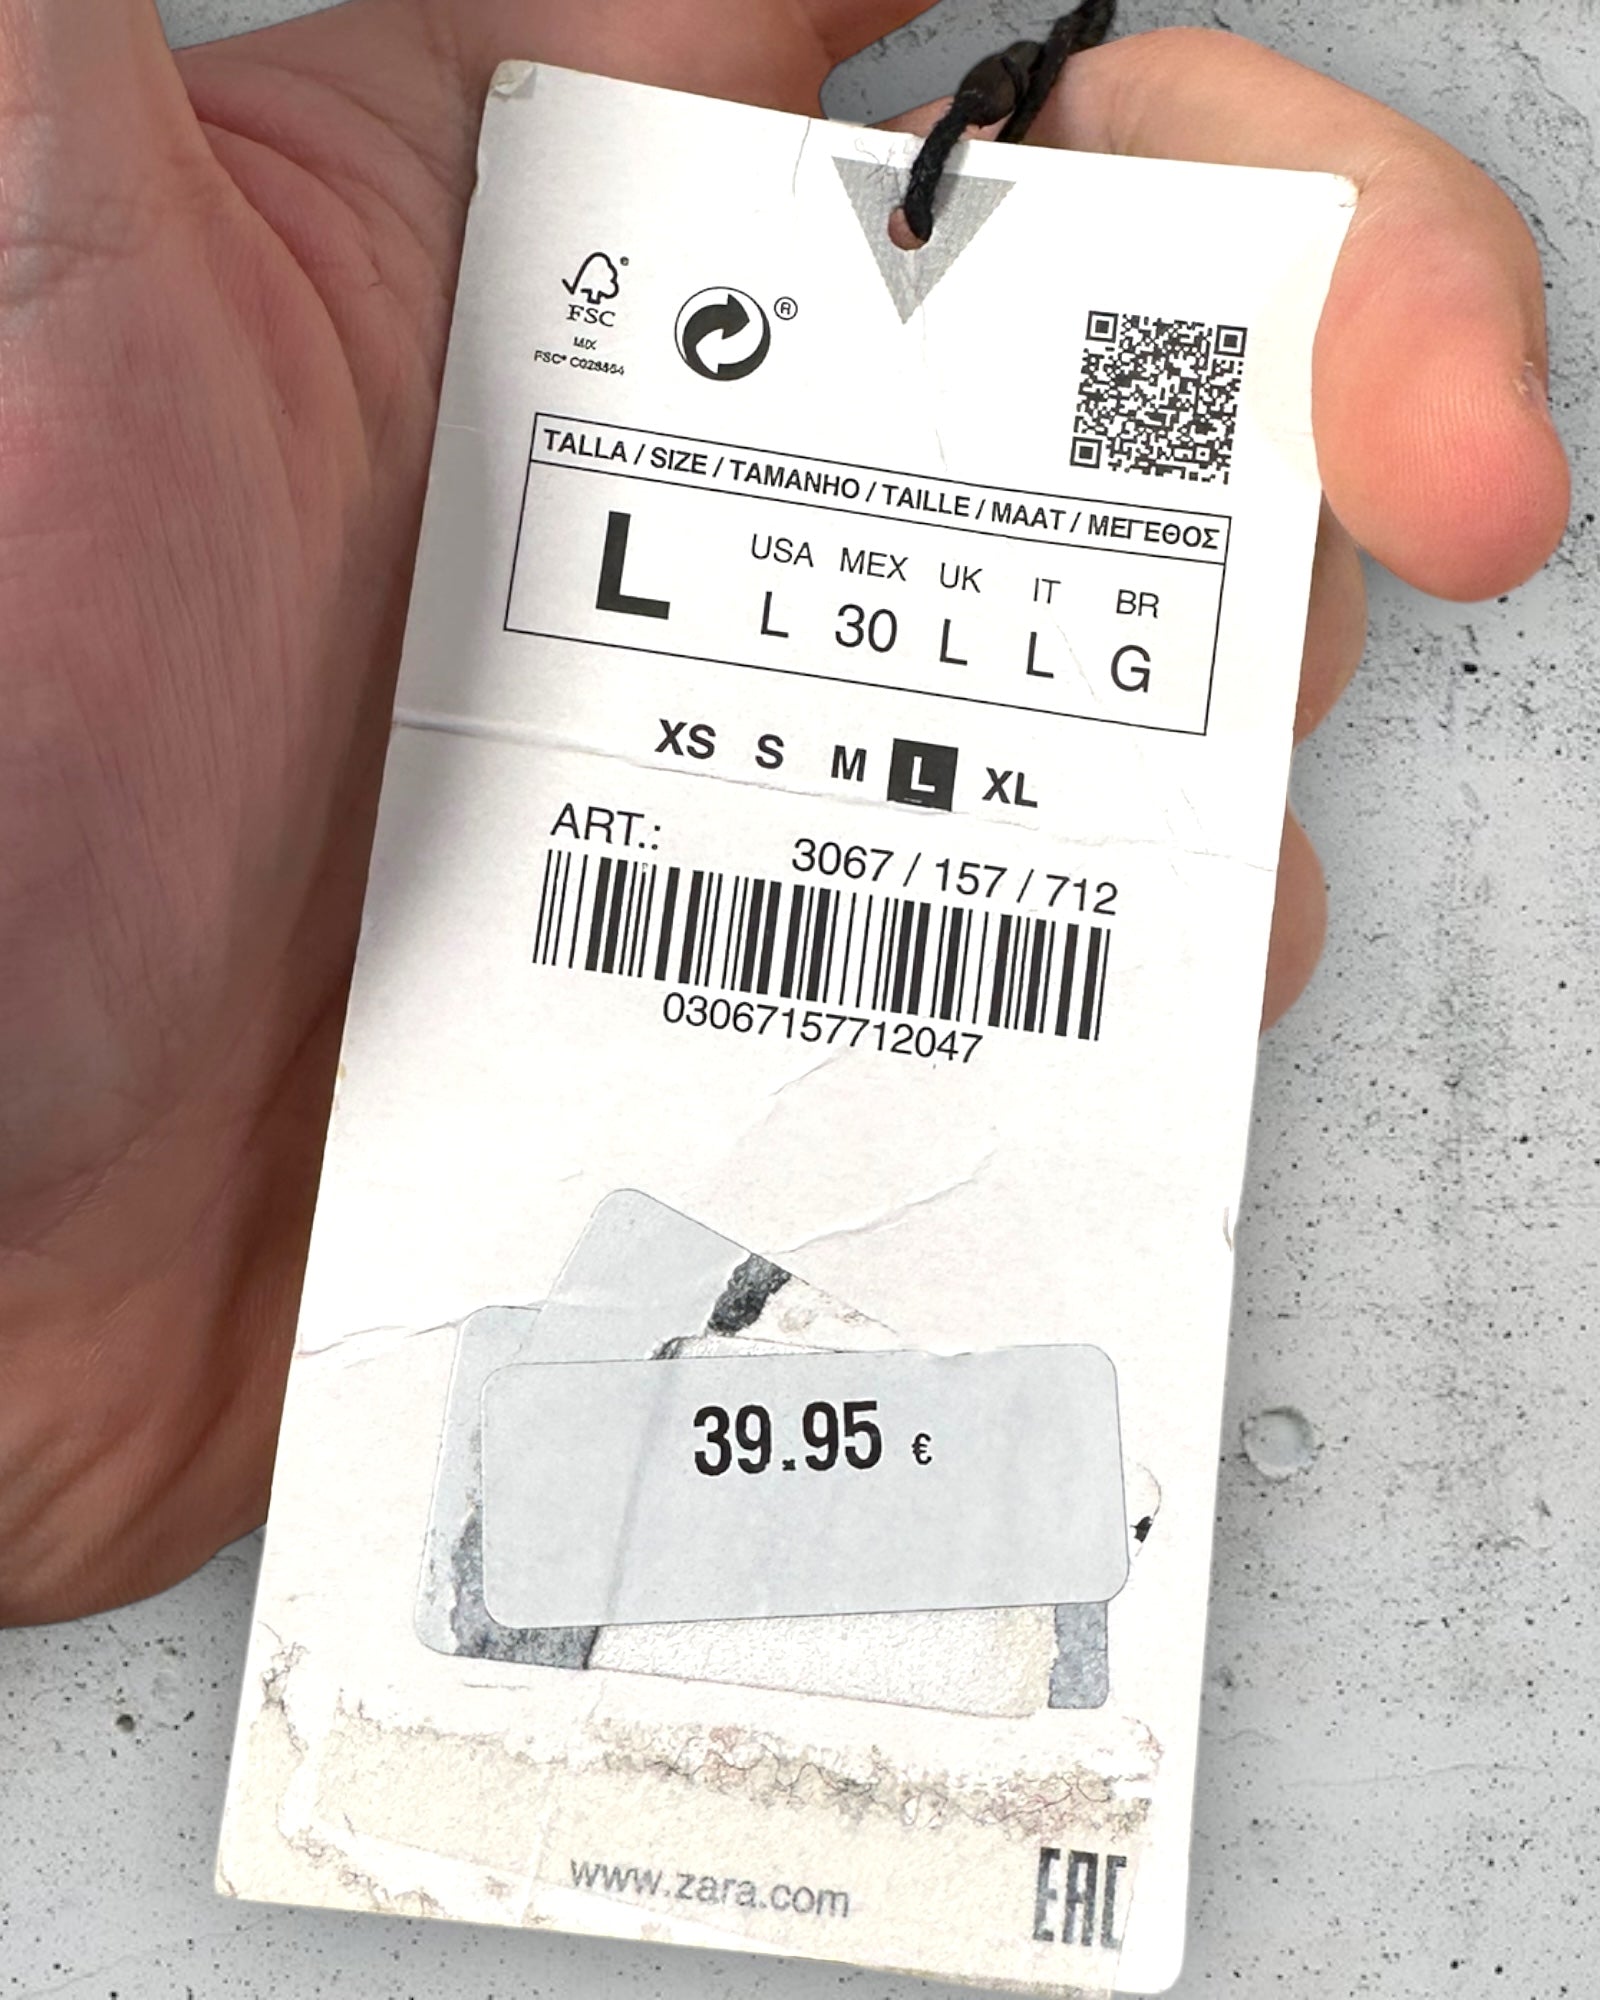 FSC®
MIX
FSC® C028864
®
TALLA / SIZE / TAMANHO / TAILLE / MAAT / ΜΕΓΕΘΟΣ
USA MEX UK IT BR
L L 30 L L G
XS S M L XL
ART.: 3067 / 157 / 712
03067157712047
39.95 €
www.zara.com
EAC